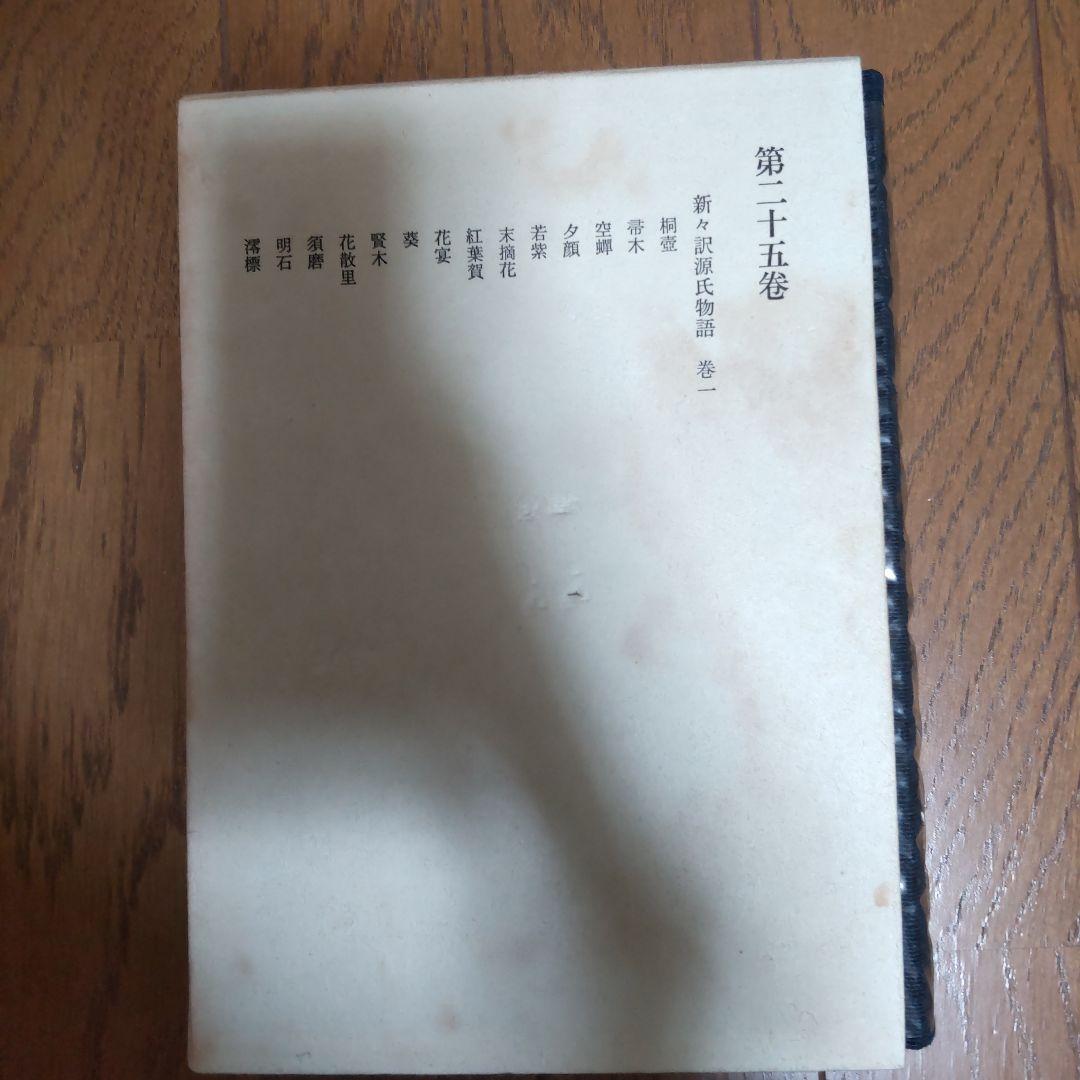 第二十五卷
新々訳源氏物語　巻一
桐壺
帚木
空蟬
夕顔
若紫
末摘花
紅葉賀
花宴
葵
賢木
花散里
須磨
明石
澪標